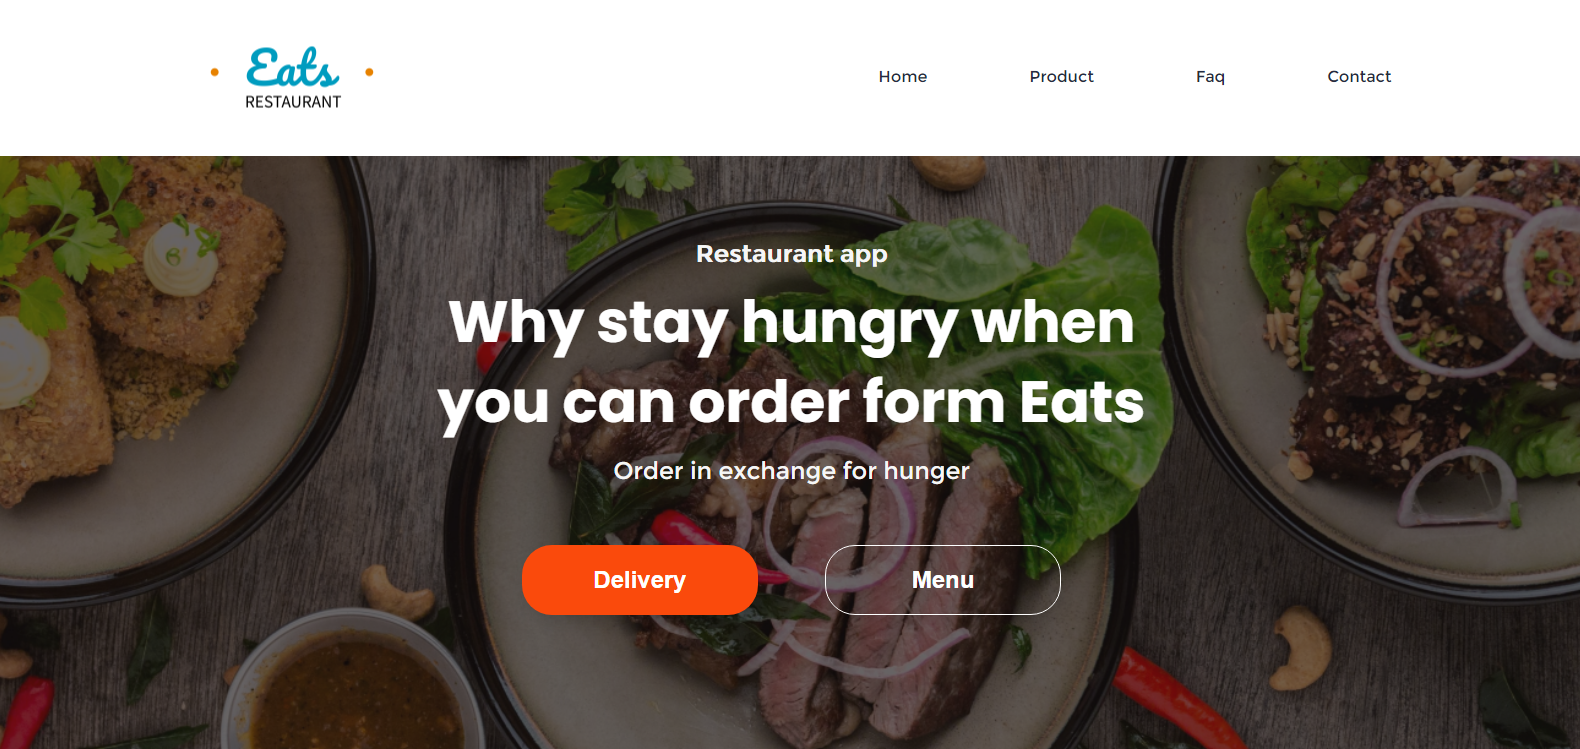 Eats
RESTAURANT
Home Product Faq Contact
Restaurant app
Why stay hungry when
you can order form Eats
Order in exchange for hunger
Delivery Menu